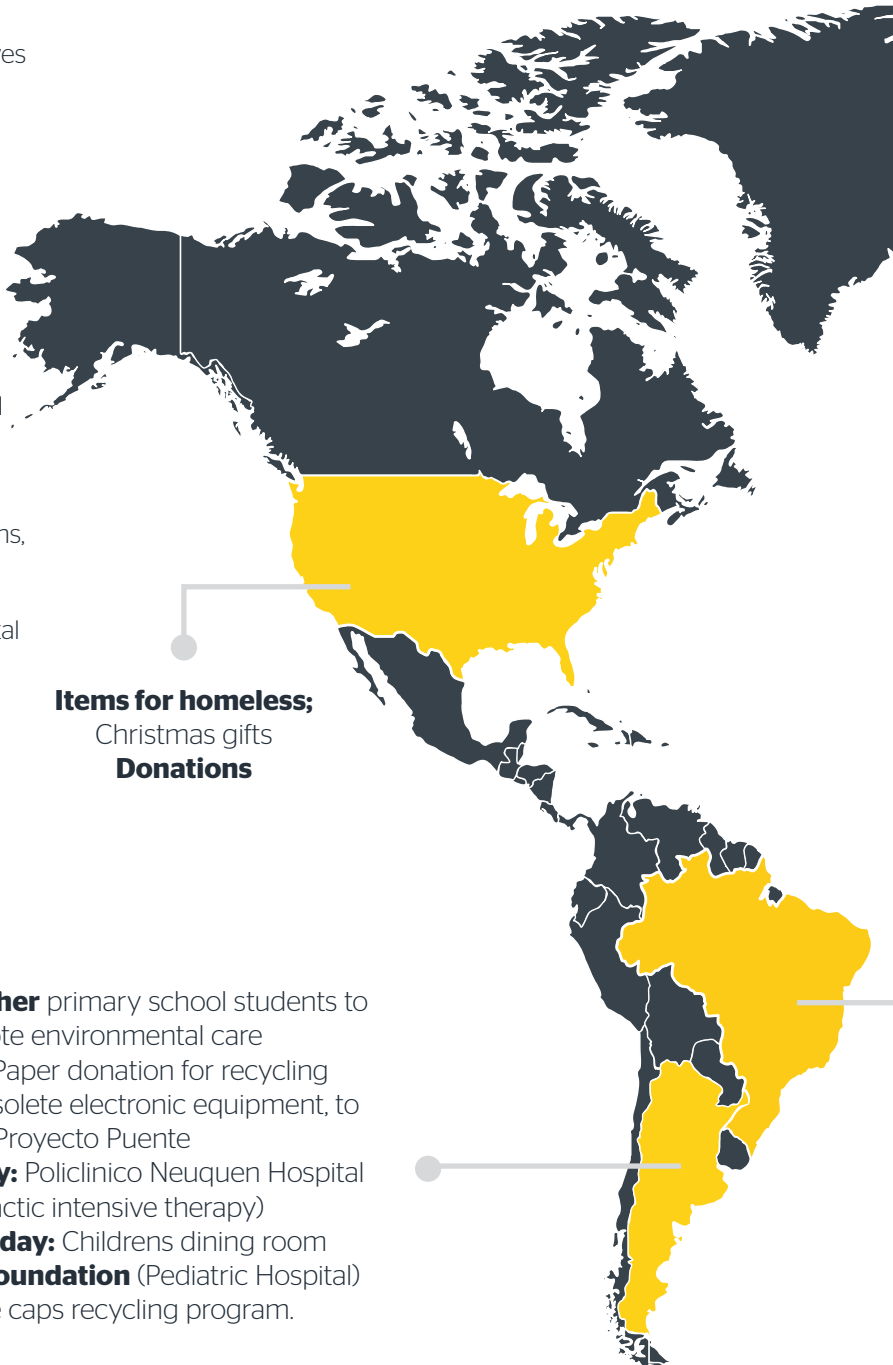 es
l
ns,
tal
Items for homeless;
Christmas gifts
Donations
her primary school students to
te environmental care
Paper donation for recycling
solete electronic equipment, to
Proyecto Puente
y: Policlinico Neuquen Hospital
actic intensive therapy)
day: Childrens dining room
oundation (Pediatric Hospital)
e caps recycling program.